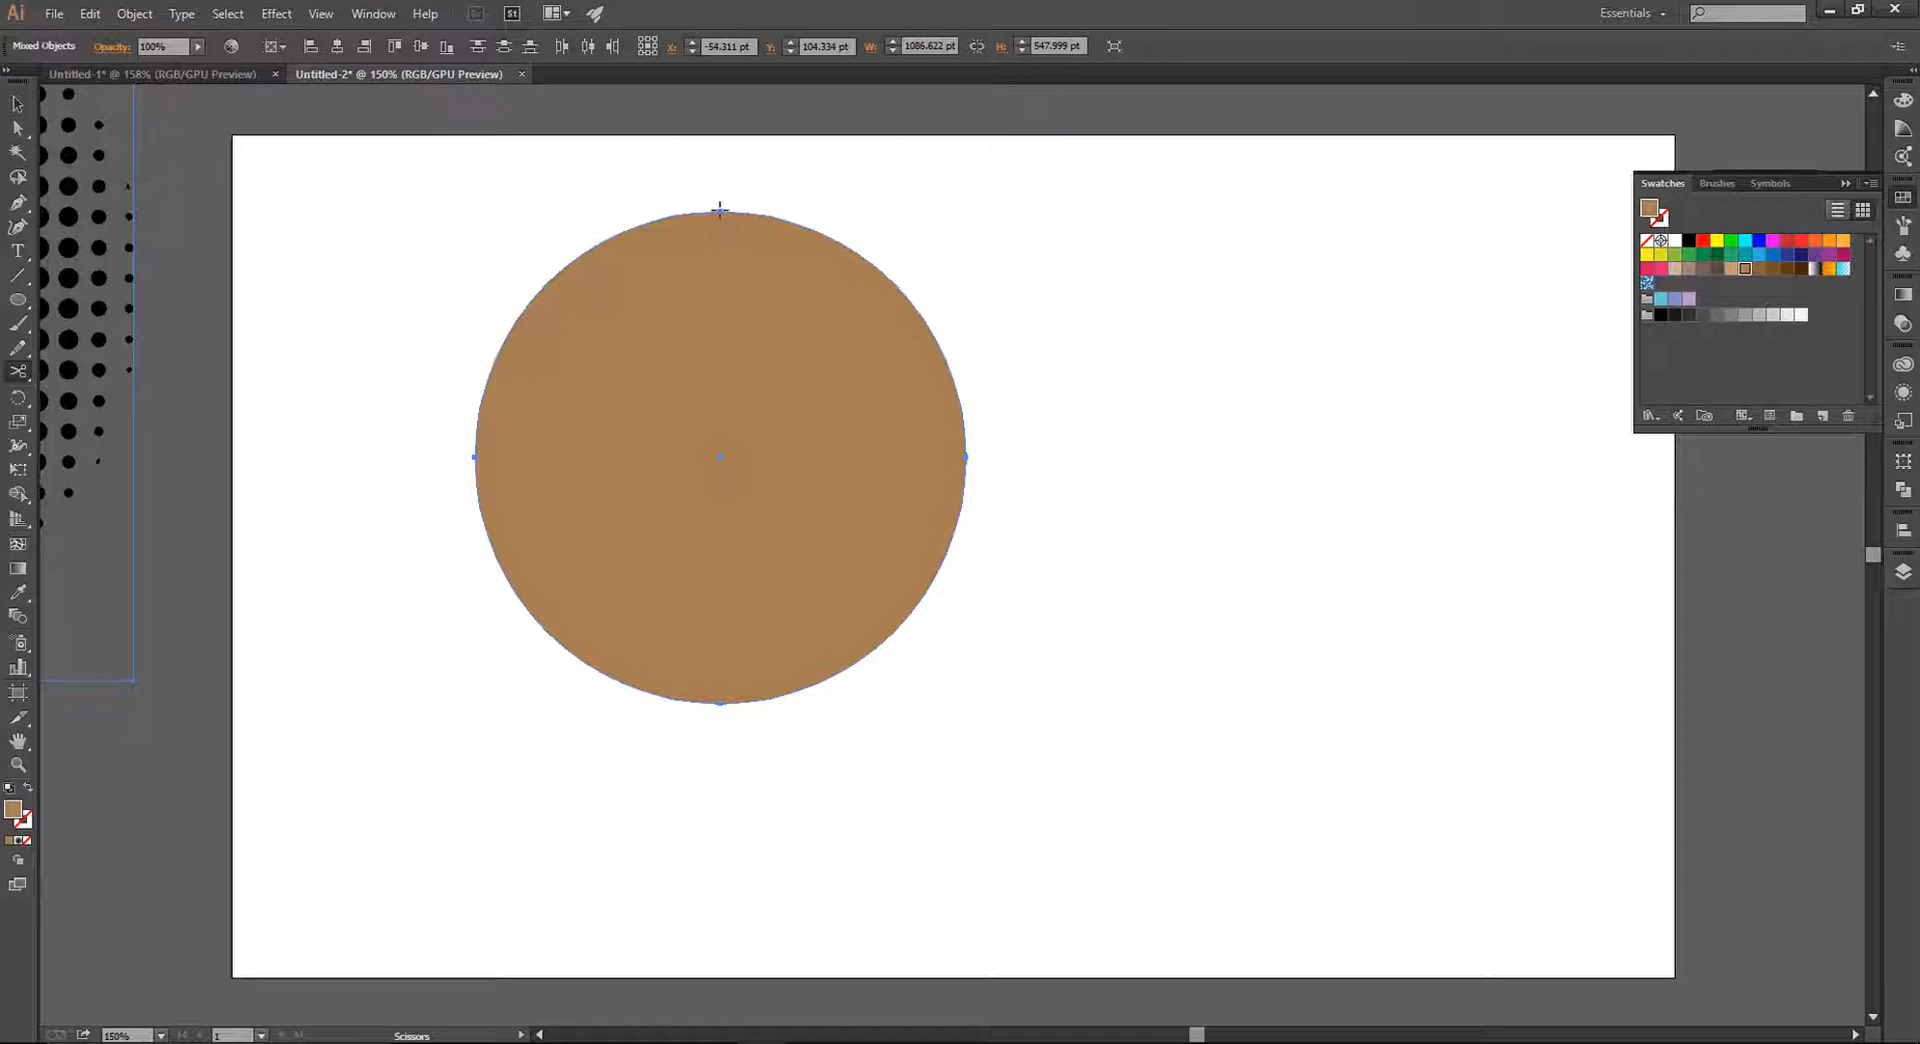 Ai File Edit Object Type Select Effect View Window Help Br St Essentials
Mixed Objects Opacity: 100% X: -54.311 pt Y: 104.334 pt W: 1086.622 pt H: 547.999 pt
Untitled-1* @ 158% (RGB/GPU Preview) × Untitled-2* @ 150% (RGB/GPU Preview) ×
Swatches Brushes Symbols
T
150% 1 Scissors